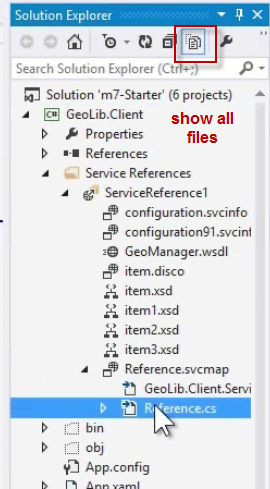 Solution Explorer
Search Solution Explorer (Ctrl+;)
Solution 'm7-Starter' (6 projects)
show all
files
C# GeoLib.Client
Properties
References
Service References
ServiceReference1
configuration.svcinfo
configuration91.svcinf
GeoManager.wsdl
item.disco
item.xsd
item1.xsd
item2.xsd
item3.xsd
Reference.svcmap
GeoLib.Client.Servi
Reference.cs
bin
obj
App.config
App.xaml